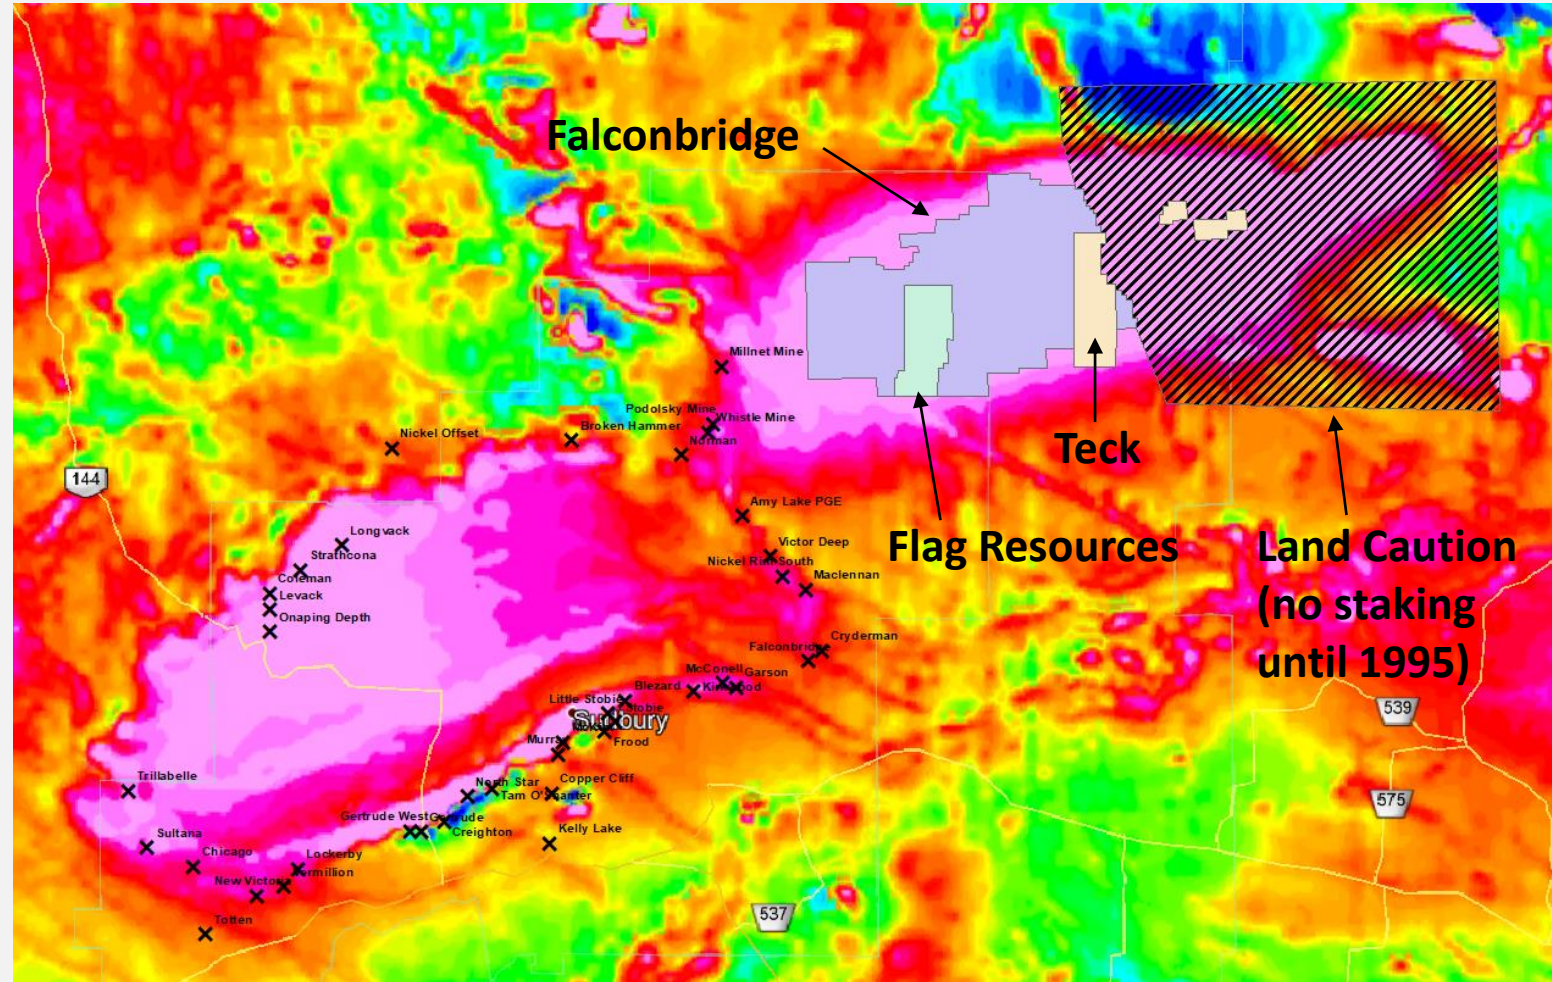 Falconbridge
Millnet Mine
Podolsky Mine
Whistle Mine
Broken Hammer
Nickel Offset
Norman
Teck
144
Amy Lake PGE
Longvack
Flag Resources
Land Caution
(no staking
until 1995)
Victor Deep
Strathcona
Nickel Rim South
Maclennan
Coleman
Levack
Onaping Depth
Cryderman
Falconbridge
McConell
Garson
Blezard
Kirkwood
Little Stobie
Stobie
Sudbury
539
Murray
Frood
Trillabelle
North Star
Copper Cliff
Tam O'Shanter
575
Gertrude West
Gertrude
Creighton
Kelly Lake
Sultana
Chicago
Lockerby
Vermillion
New Victoria
Totten
537